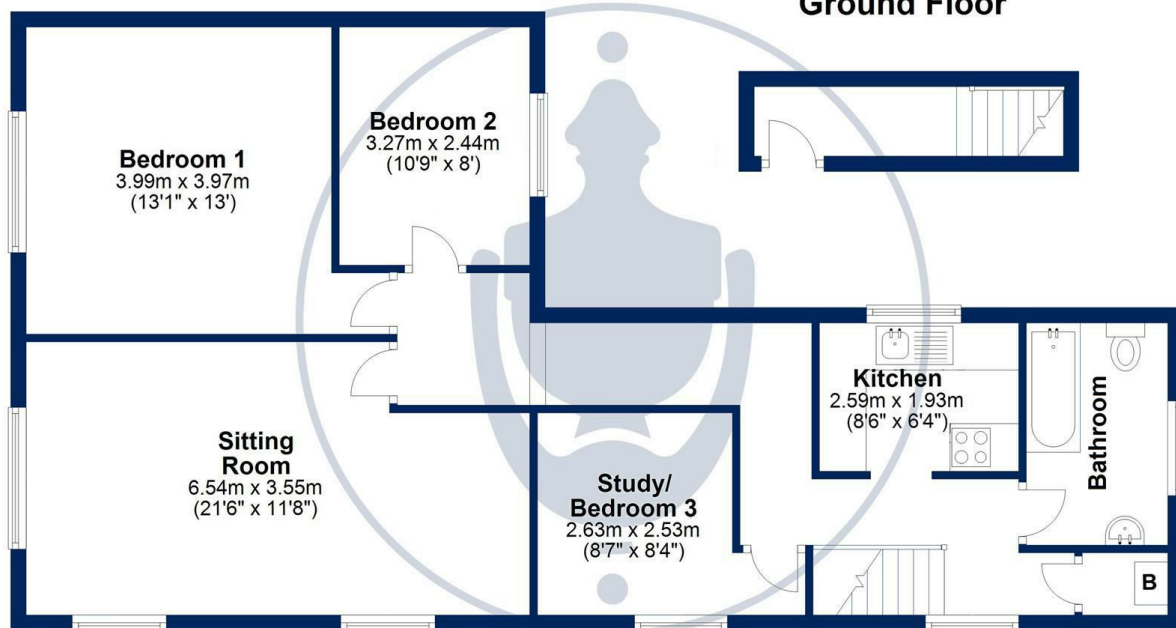 Ground Floor
Bedroom 1
3.99m x 3.97m
(13'1" x 13')
Bedroom 2
3.27m x 2.44m
(10'9" x 8')
Kitchen
2.59m x 1.93m
(8'6" x 6'4")
Bathroom
Sitting
Room
6.54m x 3.55m
(21'6" x 11'8")
Study/
Bedroom 3
2.63m x 2.53m
(8'7" x 8'4")
B